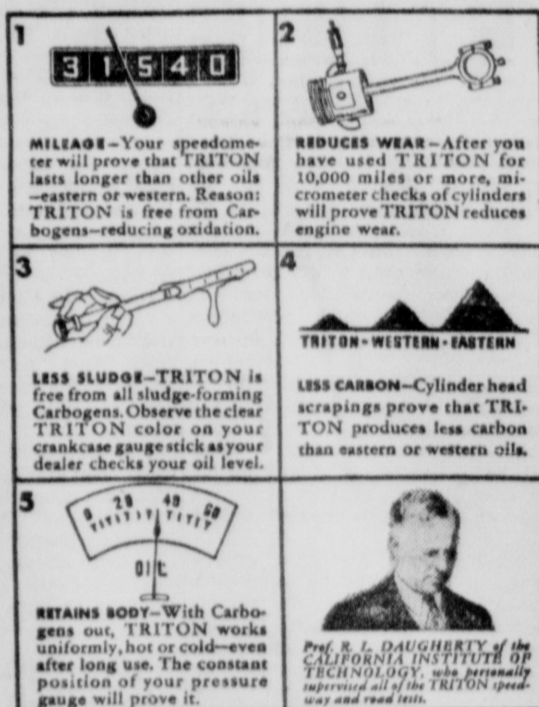 1
31540
MILEAGE—Your speedome-
ter will prove that TRITON
lasts longer than other oils
—eastern or western. Reason:
TRITON is free from Car-
bogens—reducing oxidation.
2
REDUCES WEAR—After you
have used TRITON for
10,000 miles or more, mi-
crometer checks of cylinders
will prove TRITON reduces
engine wear.
3
LESS SLUDGE—TRITON is
free from all sludge-forming
Carbogens. Observe the clear
TRITON color on your
crankcase gauge stick as your
dealer checks your oil level.
4
TRITON • WESTERN • EASTERN
LESS CARBON—Cylinder head
scrapings prove that TRI-
TON produces less carbon
than eastern or western oils.
5
0 20 40 60
OIL
RETAINS BODY—With Carbo-
gens out, TRITON works
uniformly, hot or cold—even
after long use. The constant
position of your pressure
gauge will prove it.
Prof. R. L. DAUGHERTY of the
CALIFORNIA INSTITUTE OF
TECHNOLOGY, who personally
supervised all of the TRITON speed-
way and road tests.